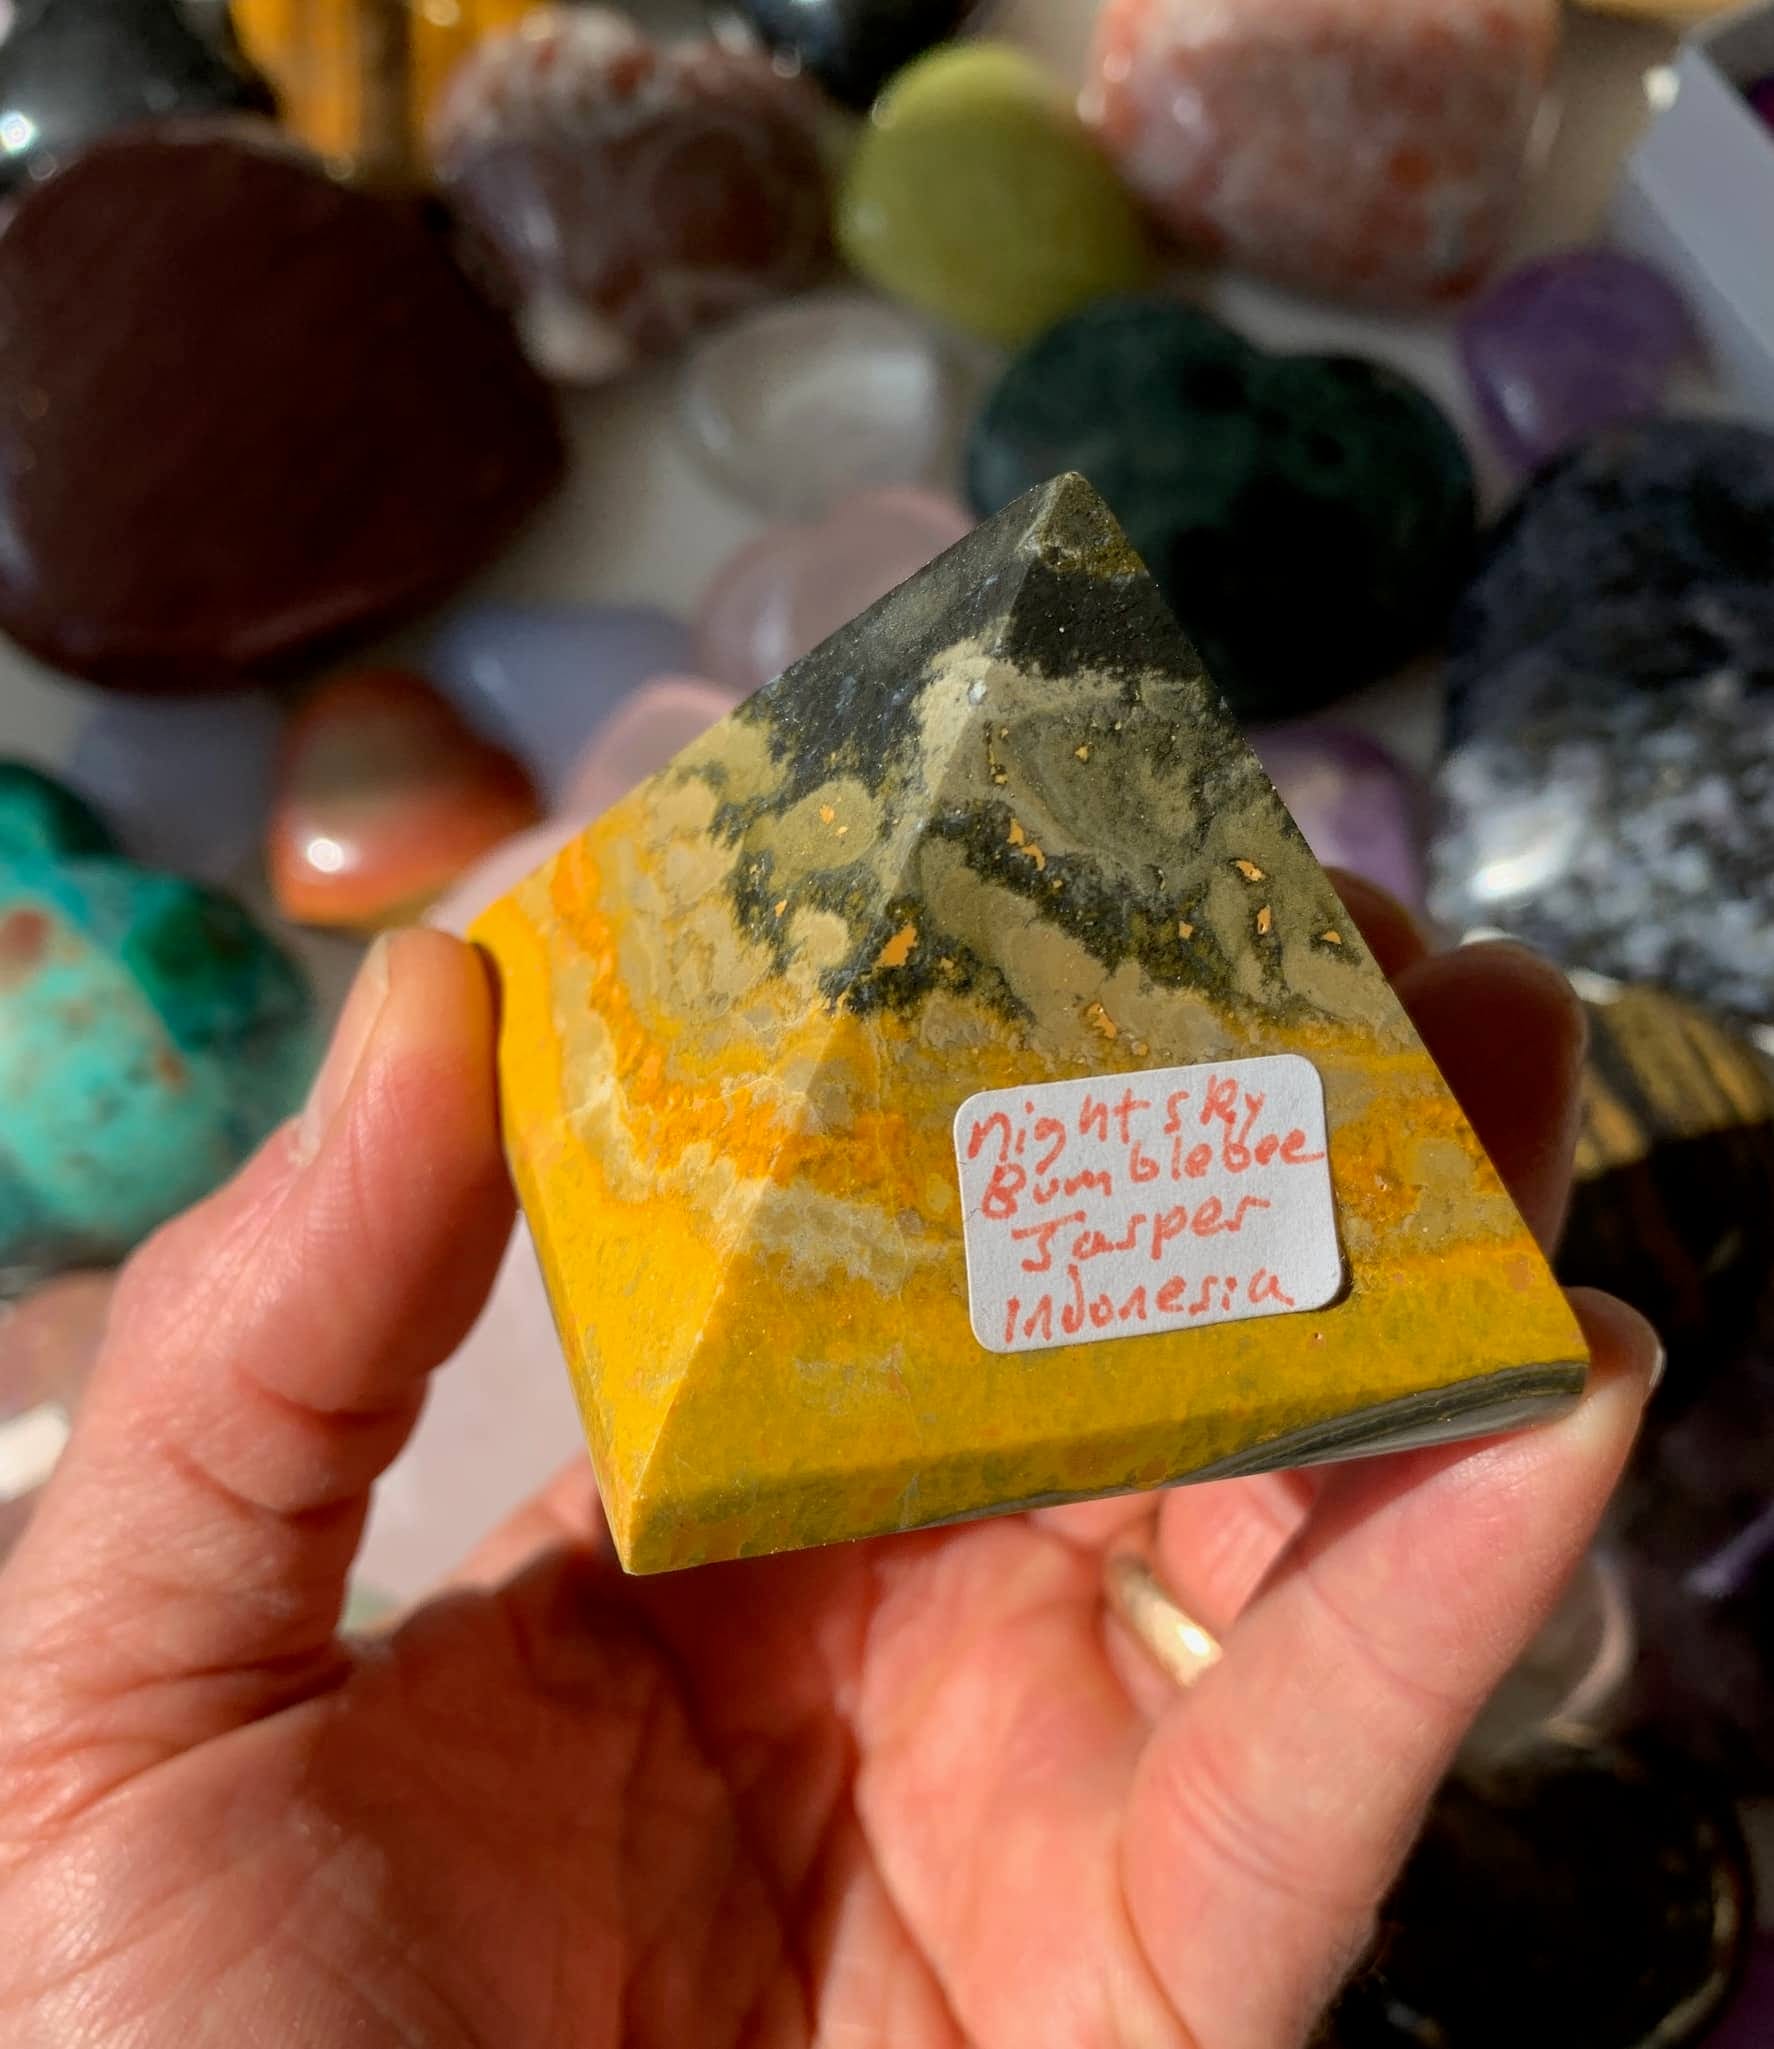 Night sky
Bumblebee
Jasper
Indonesia